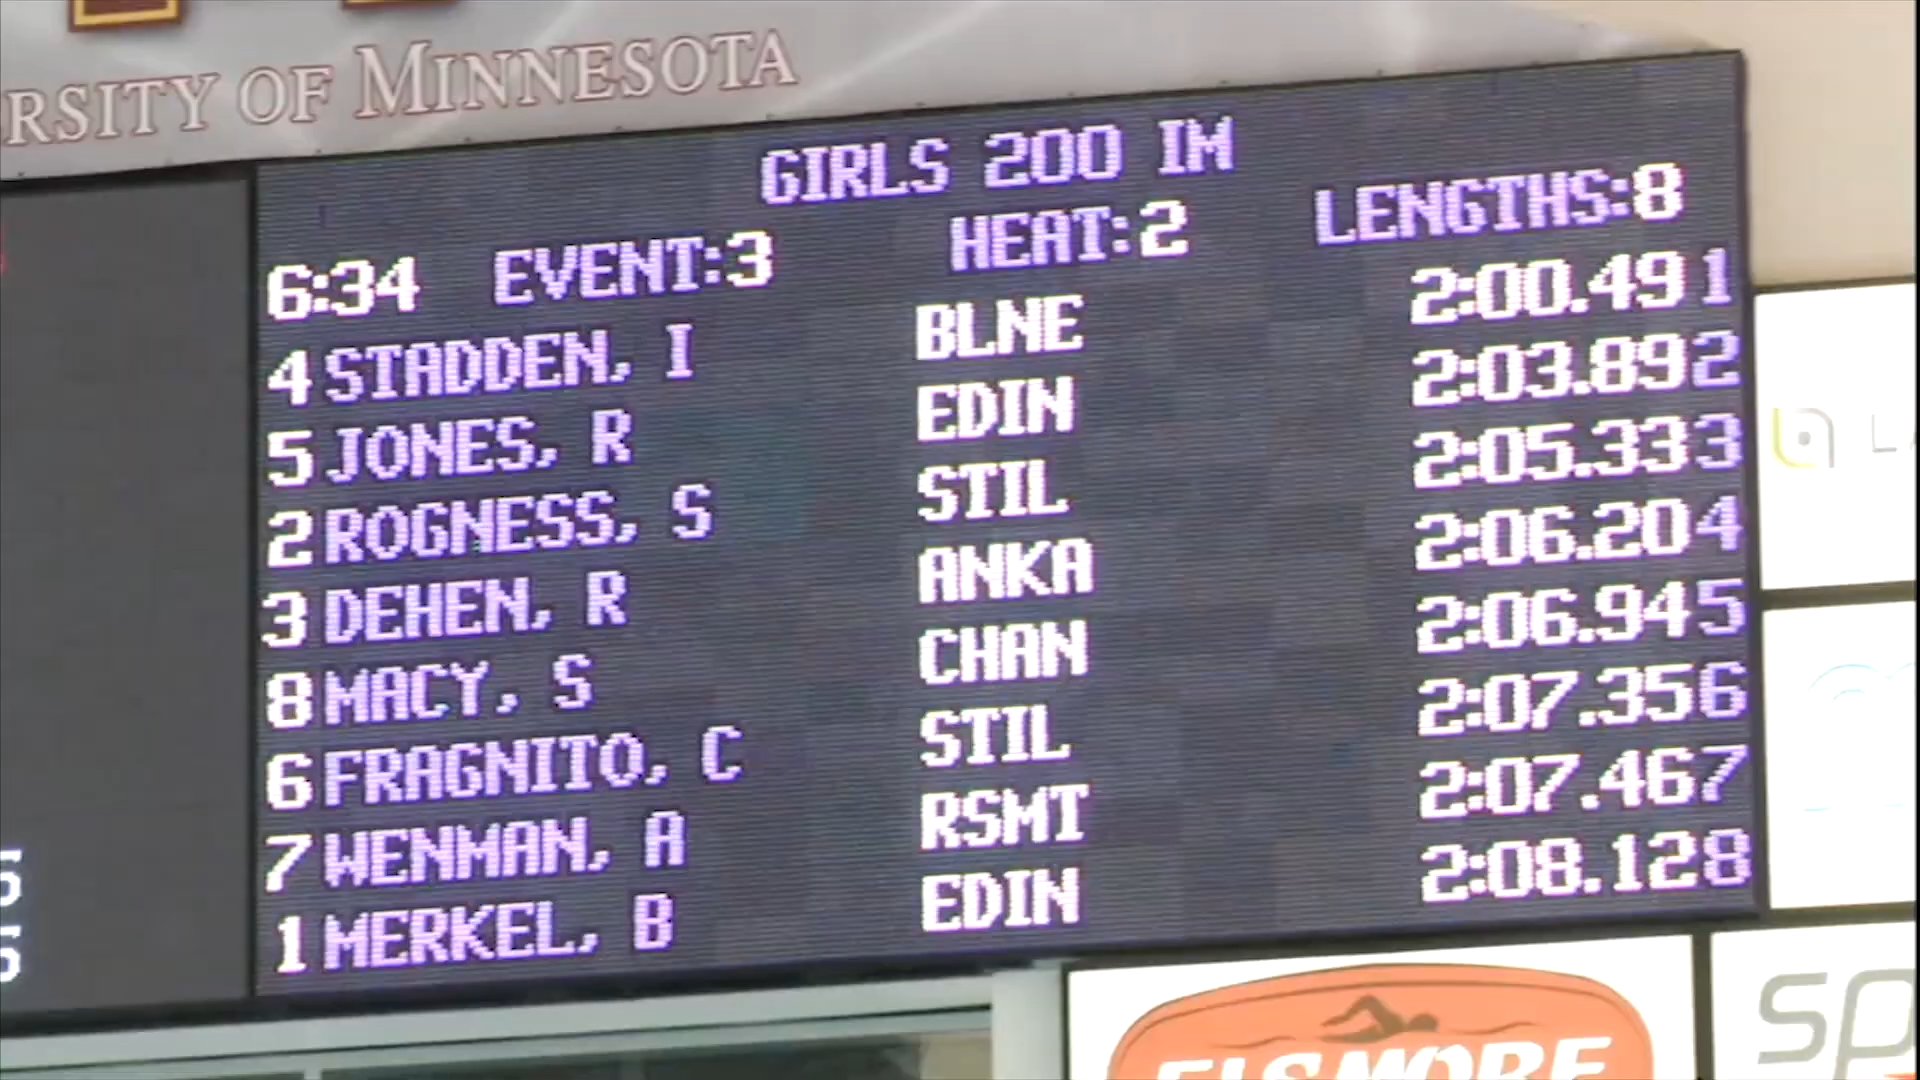 RSITY OF MINNESOTA
GIRLS 200 IM
6:34 EVENT:3 HEAT:2 LENGTHS:8
4 STADDEN, I BLNE 2:00.49 1
5 JONES, R EDIN 2:03.89 2
2 ROGNESS, S STIL 2:05.33 3
3 DEHEN, R ANKA 2:06.20 4
8 MACY, S CHAN 2:06.94 5
6 FRAGNITO, C STIL 2:07.35 6
7 WENMAN, A RSMT 2:07.46 7
1 MERKEL, B EDIN 2:08.12 8
ELSMORE
sp